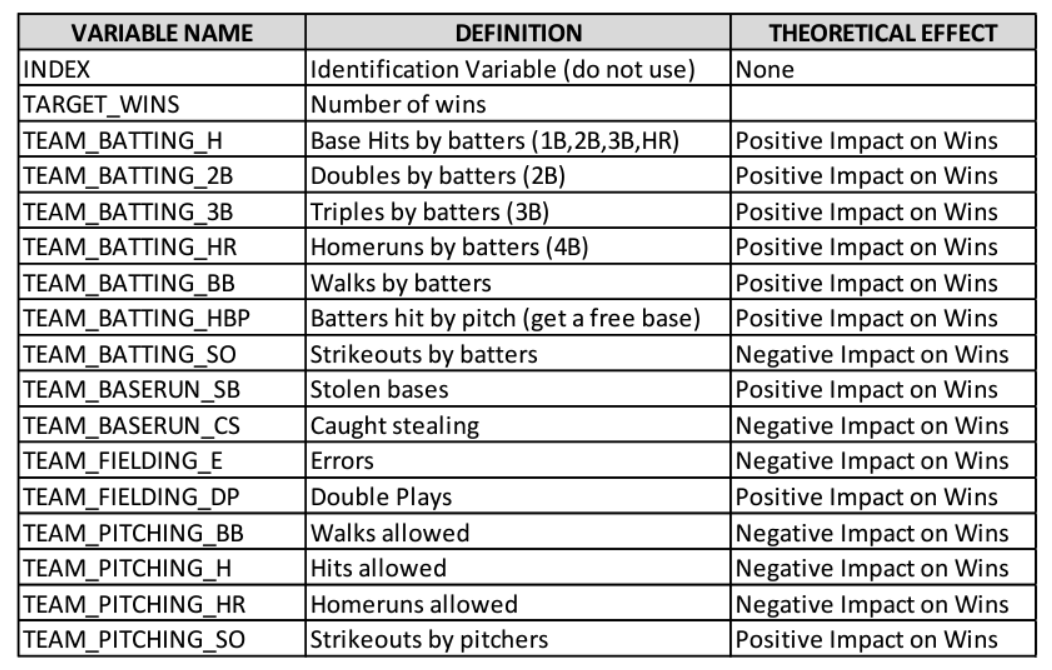 VARIABLE NAME DEFINITION THEORETICAL EFFECT
INDEX Identification Variable (do not use) None
TARGET_WINS Number of wins
TEAM_BATTING_H Base Hits by batters (1B,2B,3B,HR) Positive Impact on Wins
TEAM_BATTING_2B Doubles by batters (2B) Positive Impact on Wins
TEAM_BATTING_3B Triples by batters (3B) Positive Impact on Wins
TEAM_BATTING_HR Homeruns by batters (4B) Positive Impact on Wins
TEAM_BATTING_BB Walks by batters Positive Impact on Wins
TEAM_BATTING_HBP Batters hit by pitch (get a free base) Positive Impact on Wins
TEAM_BATTING_SO Strikeouts by batters Negative Impact on Wins
TEAM_BASERUN_SB Stolen bases Positive Impact on Wins
TEAM_BASERUN_CS Caught stealing Negative Impact on Wins
TEAM_FIELDING_E Errors Negative Impact on Wins
TEAM_FIELDING_DP Double Plays Positive Impact on Wins
TEAM_PITCHING_BB Walks allowed Negative Impact on Wins
TEAM_PITCHING_H Hits allowed Negative Impact on Wins
TEAM_PITCHING_HR Homeruns allowed Negative Impact on Wins
TEAM_PITCHING_SO Strikeouts by pitchers Positive Impact on Wins